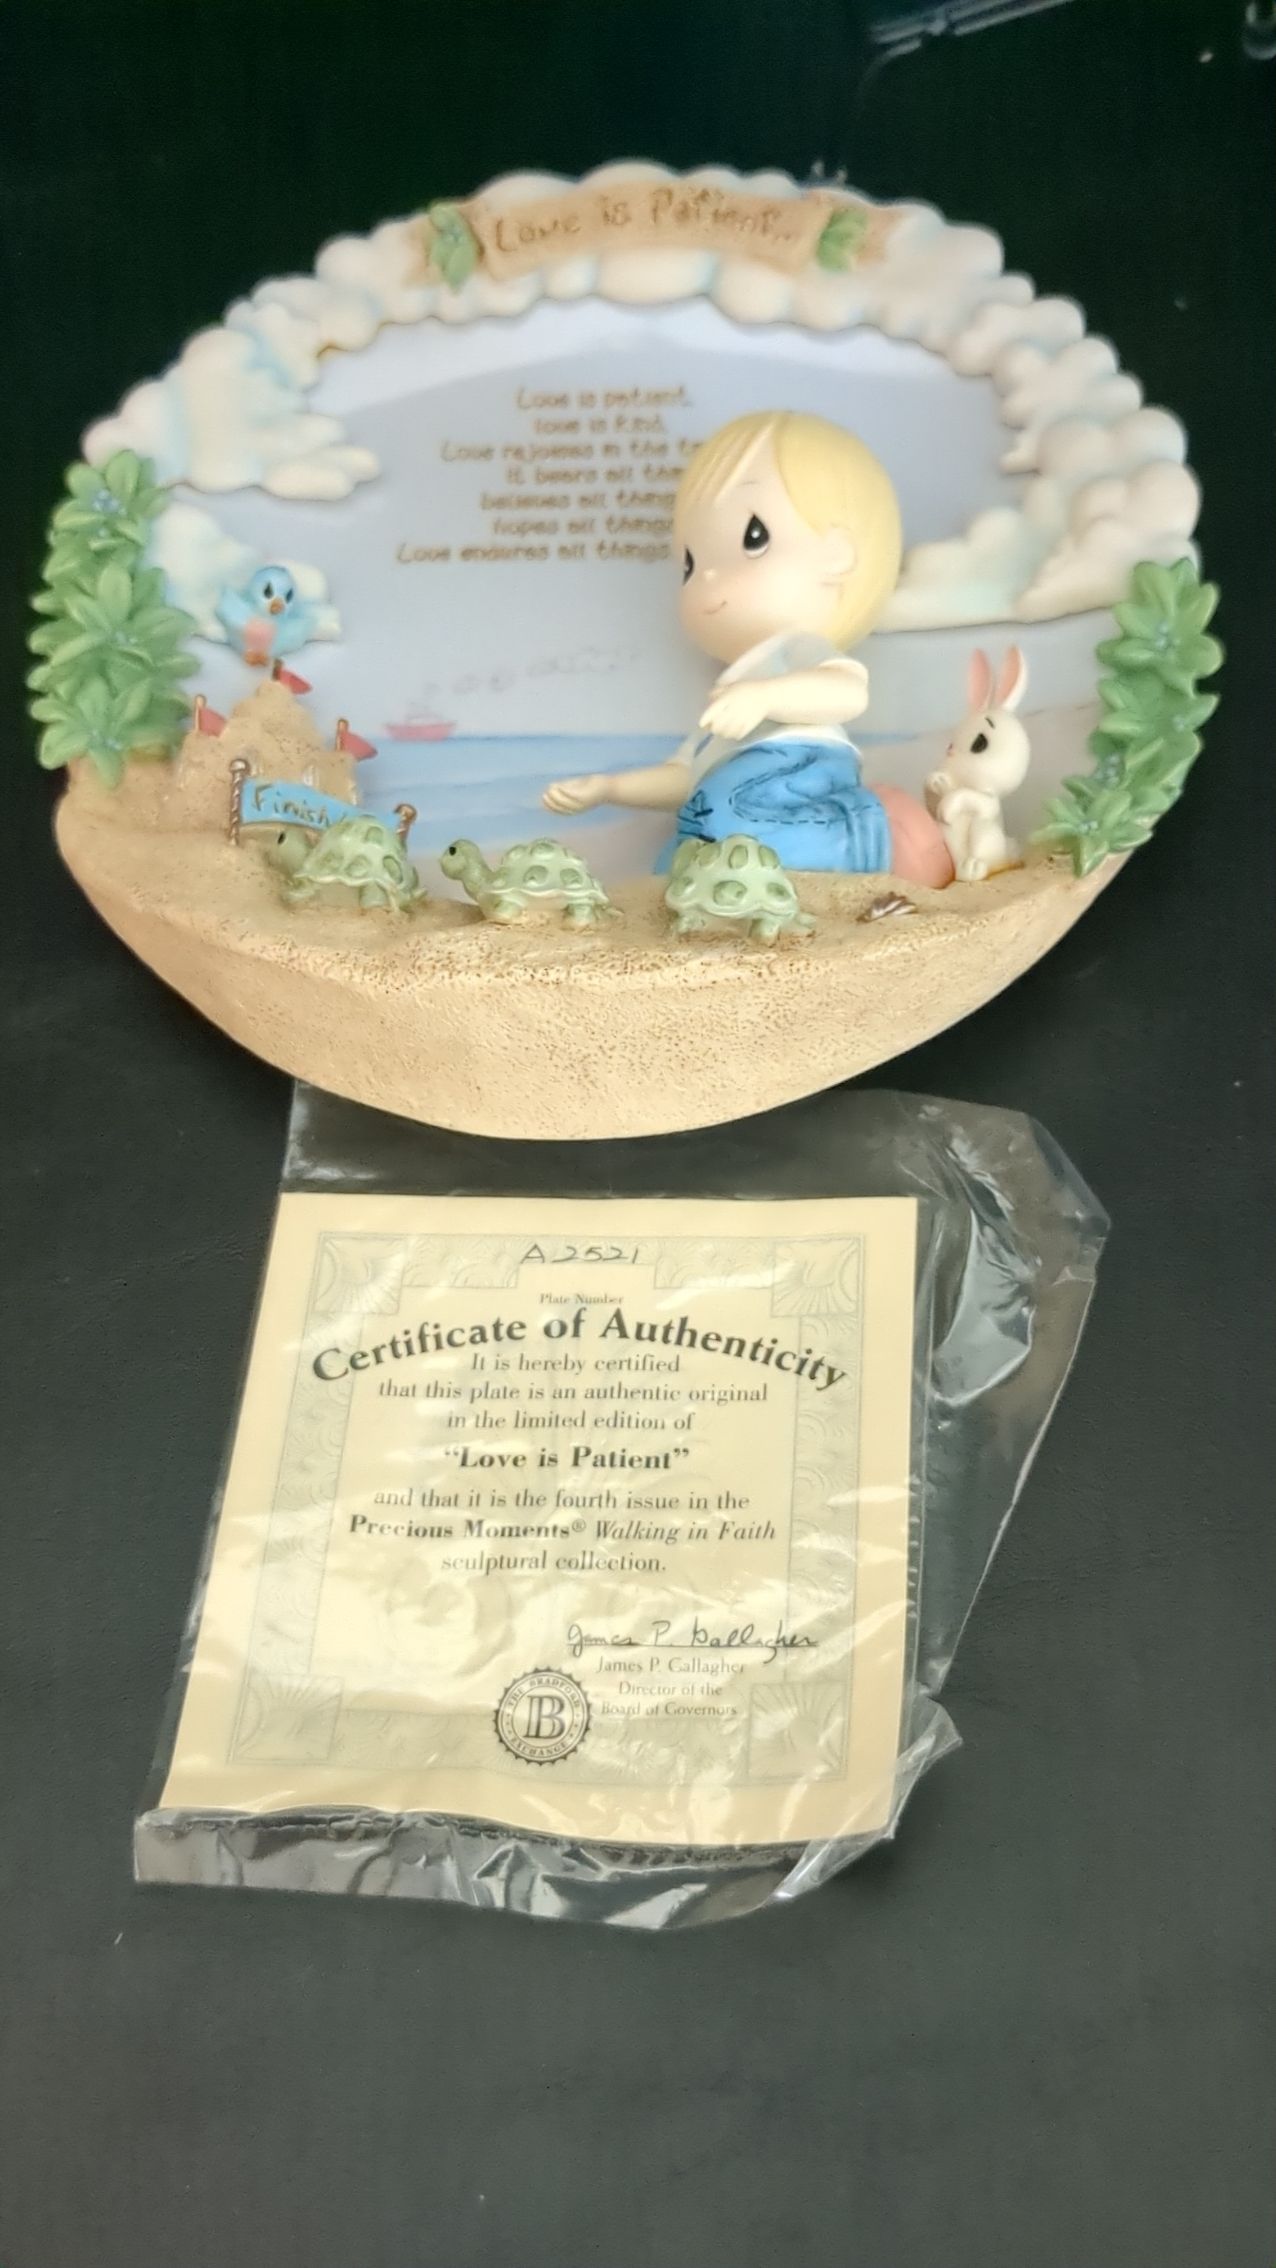 Love is Patient...
Love is patient,
love is kind.
Love rejoices in the
It bears all
believes all
hopes all things
Love endures all things
Finish
A2521
Plate Number
Certificate of Authenticity
It is hereby certified
that this plate is an authentic original
in the limited edition of
“Love is Patient”
and that it is the fourth issue in the
Precious Moments® Walking in Faith
sculptural collection.
James P. Gallagher
James P. Gallagher
Director of the
Board of Governors
THE BRADFORD
B
EXCHANGE